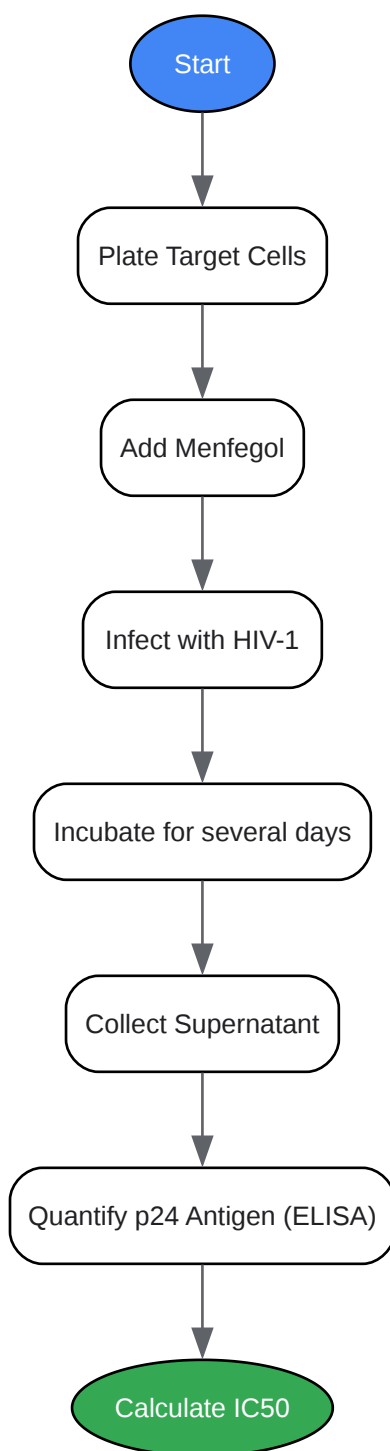 Start
Plate Target Cells
Add Menfegol
Infect with HIV-1
Incubate for several days
Collect Supernatant
Quantify p24 Antigen (ELISA)
Calculate IC50